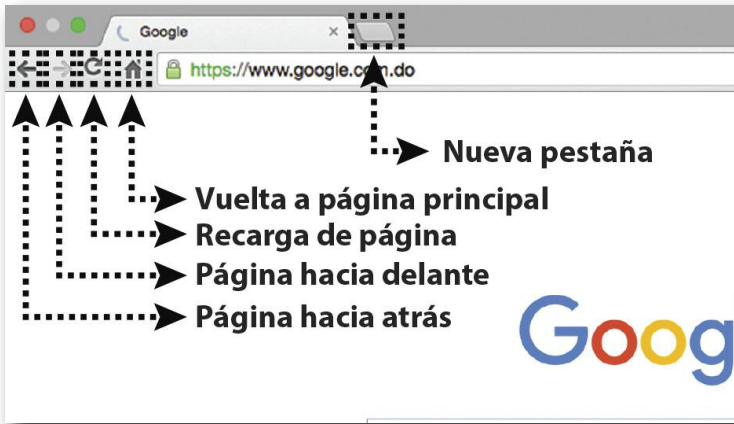 Google
https://www.google.com.do
Nueva pestaña
Vuelta a página principal
Recarga de página
Página hacia delante
Página hacia atrás
Goog